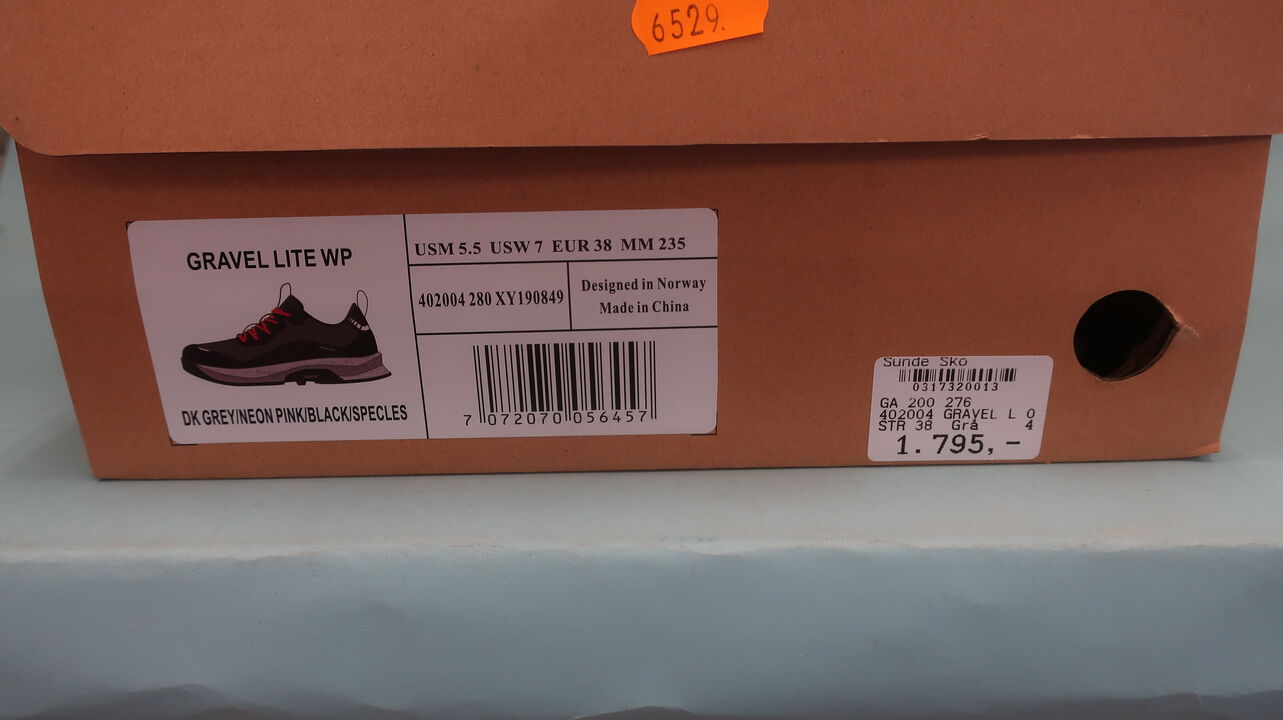 6529.
GRAVEL LITE WP
DK GREY/NEON PINK/BLACK/SPECLES
USM 5.5 USW 7 EUR 38 MM 235
402004 280 XY190849
Designed in Norway
Made in China
7 072070 056457
Sunde Sko
0317320013
GA 200 276
402004 GRAVEL L 0
STR 38 Grå 4
1.795,-